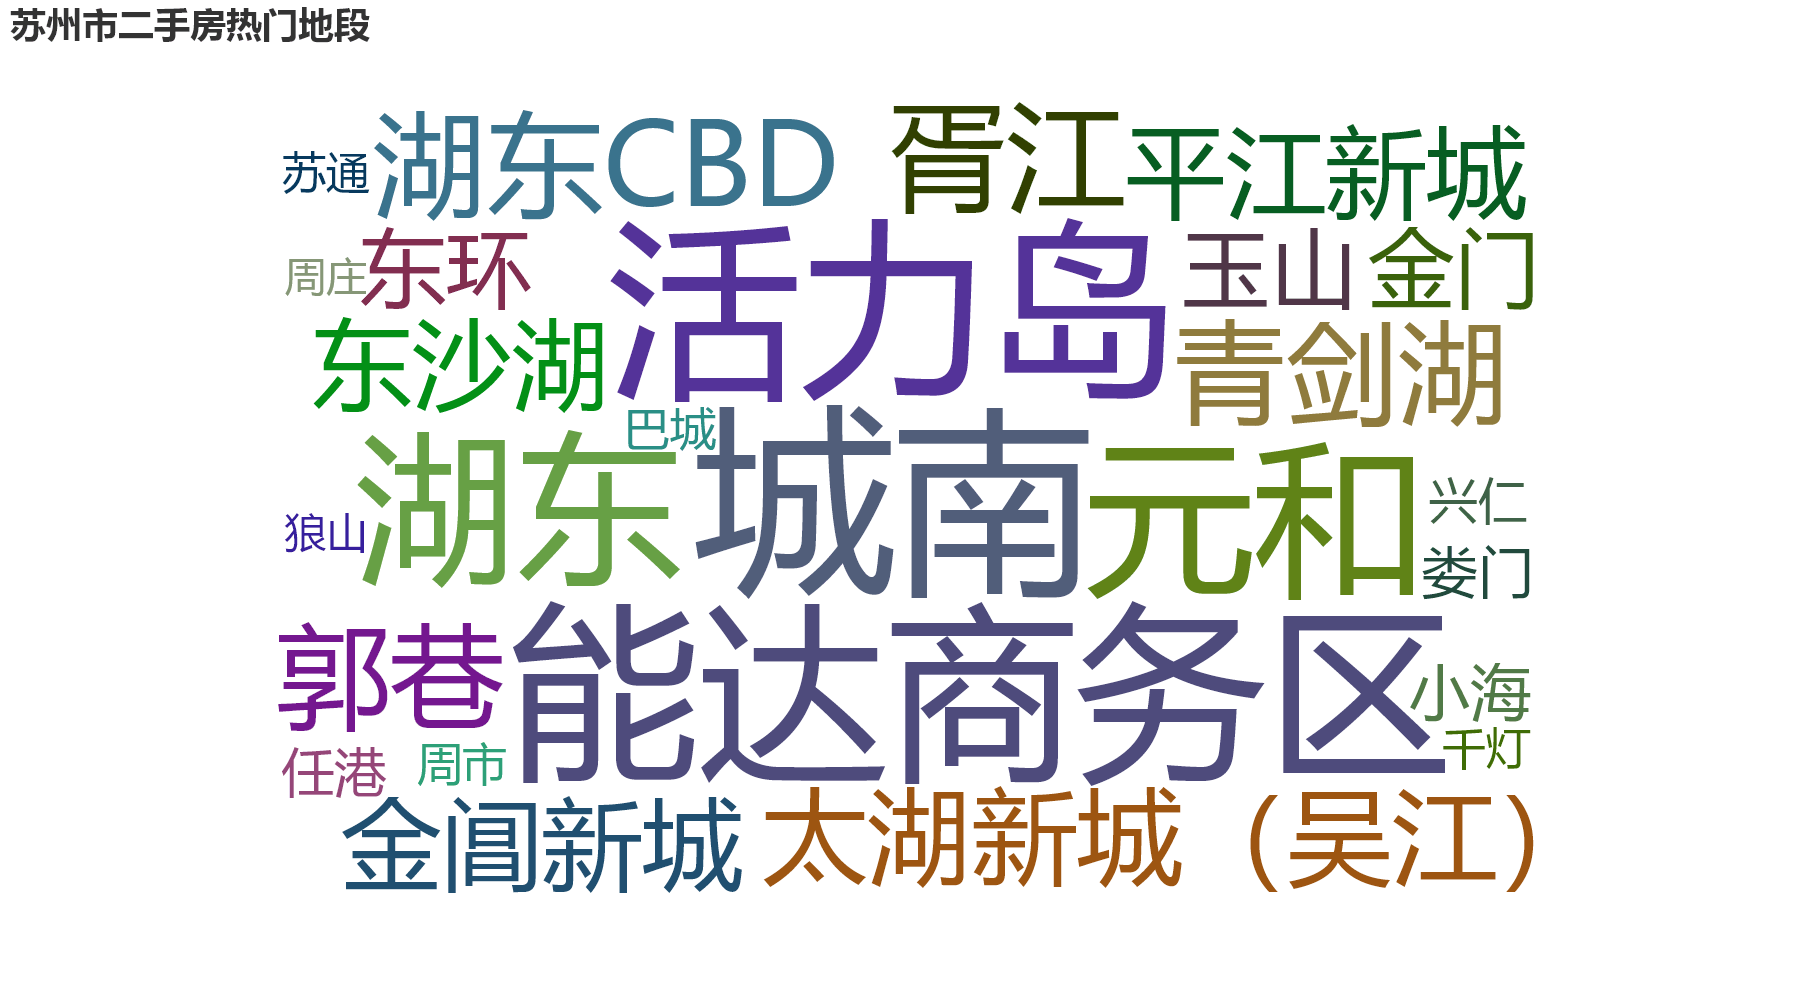 苏州市二手房热门地段
苏通
湖东CBD
胥江
平江新城
周庄
东环
活力岛
玉山
金门
东沙湖
青剑湖
巴城
湖东
城南
元和
兴仁
狼山
娄门
郭巷
能达商务区
小海
任港
周市
千灯
金阊新城
太湖新城（吴江）